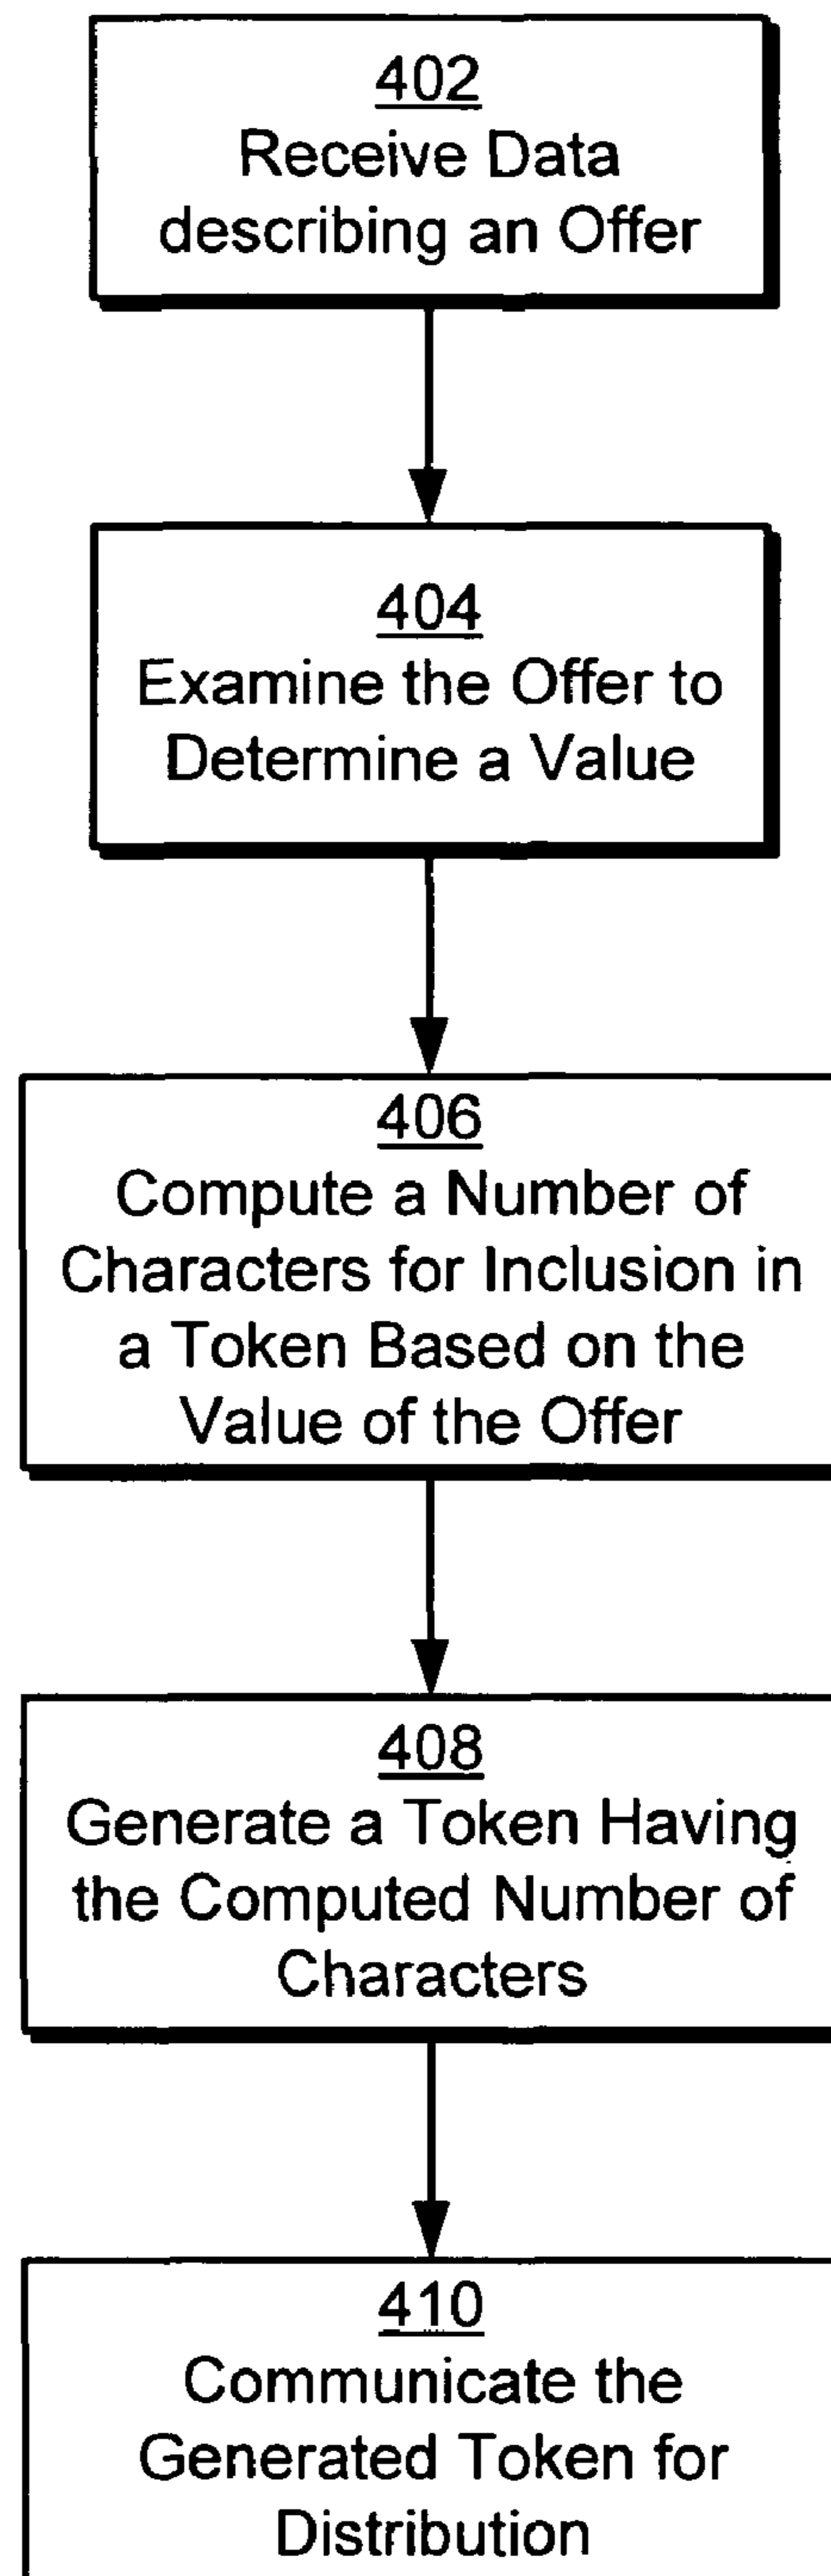 402
Receive Data
describing an Offer
404
Examine the Offer to
Determine a Value
406
Compute a Number of
Characters for Inclusion in
a Token Based on the
Value of the Offer
408
Generate a Token Having
the Computed Number of
Characters
410
Communicate the
Generated Token for
Distribution